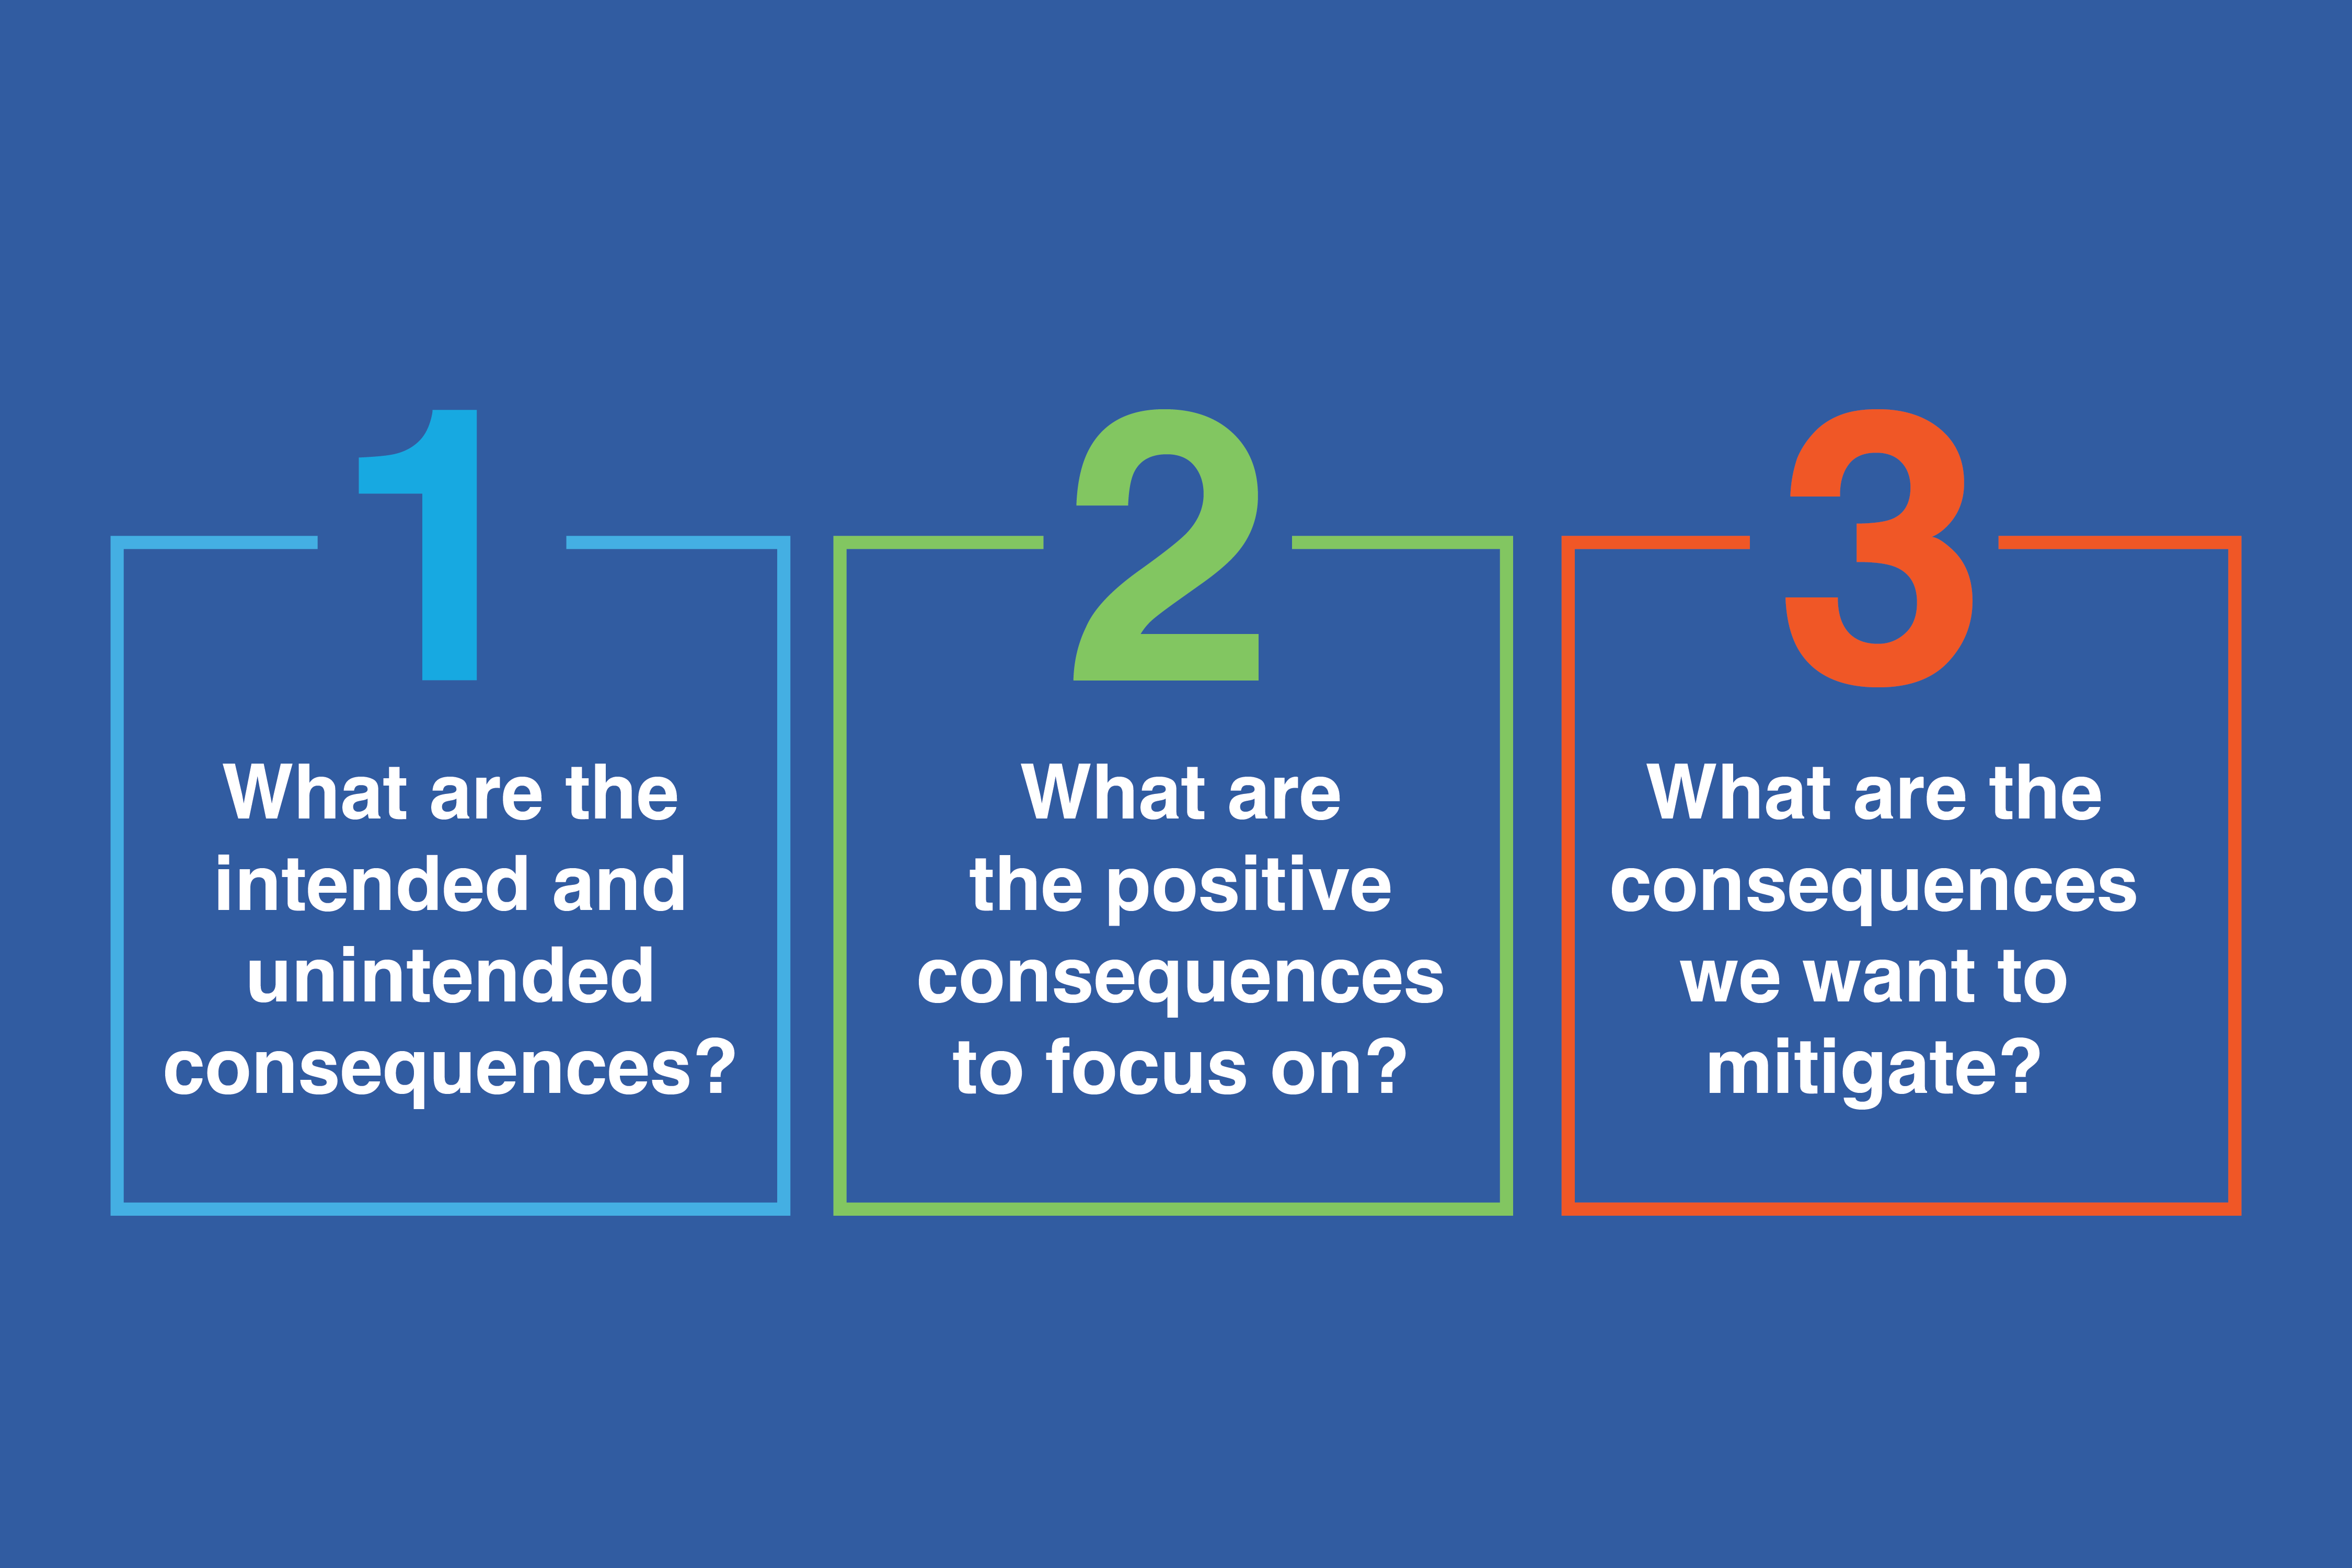 1
What are the
intended and
unintended
consequences?
2
What are
the positive
consequences
to focus on?
3
What are the
consequences
we want to
mitigate?